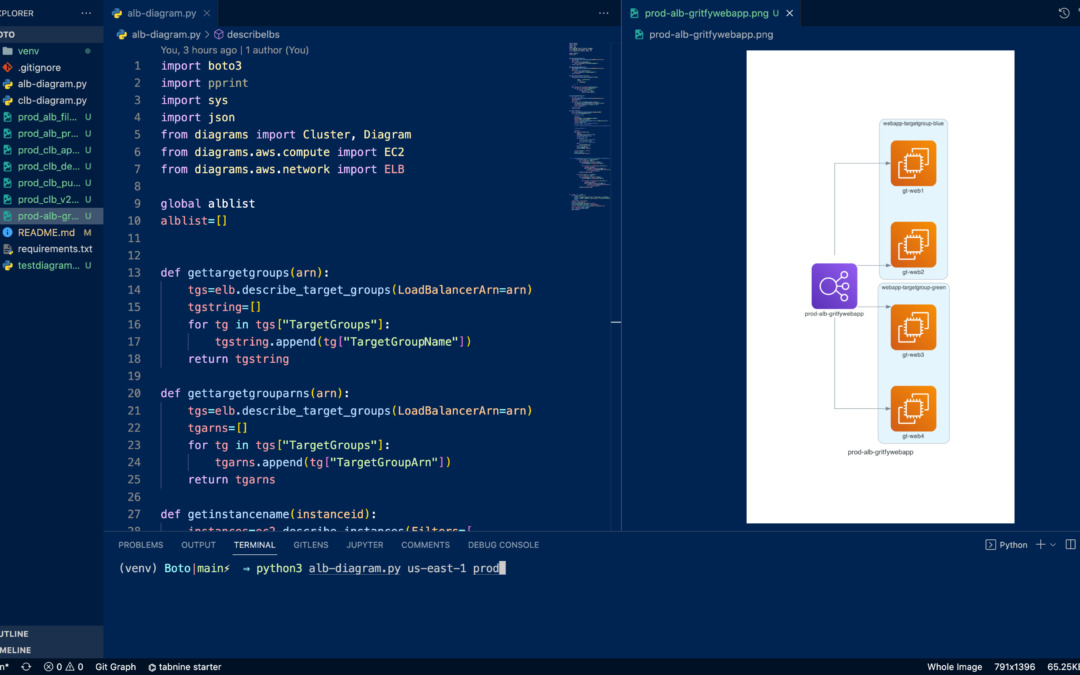 XPLORER ···
OTO
venv
.gitignore
alb-diagram.py
clb-diagram.py
prod_alb_fil... U
prod_alb_pr... U
prod_clb_ap... U
prod_clb_de... U
prod_clb_pu... U
prod_clb_v2... U
prod-alb-gr... U
README.md M
requirements.txt
testdiagram... U
UTLINE
MELINE
alb-diagram.py ×
alb-diagram.py > describelbs
You, 3 hours ago | 1 author (You)
1 import boto3
2 import pprint
3 import sys
4 import json
5 from diagrams import Cluster, Diagram
6 from diagrams.aws.compute import EC2
7 from diagrams.aws.network import ELB
8
9 global alblist
10 alblist=[]
11
12
13 def gettargetgroups(arn):
14 tgs=elb.describe_target_groups(LoadBalancerArn=arn)
15 tgstring=[]
16 for tg in tgs["TargetGroups"]:
17 tgstring.append(tg["TargetGroupName"])
18 return tgstring
19
20 def gettargetgrouparns(arn):
21 tgs=elb.describe_target_groups(LoadBalancerArn=arn)
22 tgarns=[]
23 for tg in tgs["TargetGroups"]:
24 tgarns.append(tg["TargetGroupArn"])
25 return tgarns
26
27 def getinstancename(instanceid):
28 instances=ec2.describe_instances(Filters=[
prod-alb-gritfywebapp.png U ×
prod-alb-gritfywebapp.png
webapp-targetgroup-blue
gt-web1
gt-web2
prod-alb-gritfywebapp
webapp-targetgroup-green
gt-web3
gt-web4
prod-alb-gritfywebapp
PROBLEMS OUTPUT TERMINAL GITLENS JUPYTER COMMENTS DEBUG CONSOLE
Python
(venv) Boto|main⚡ → python3 alb-diagram.py us-east-1 prod
n* 0 0 Git Graph tabnine starter
Whole Image 791x1396 65.25K